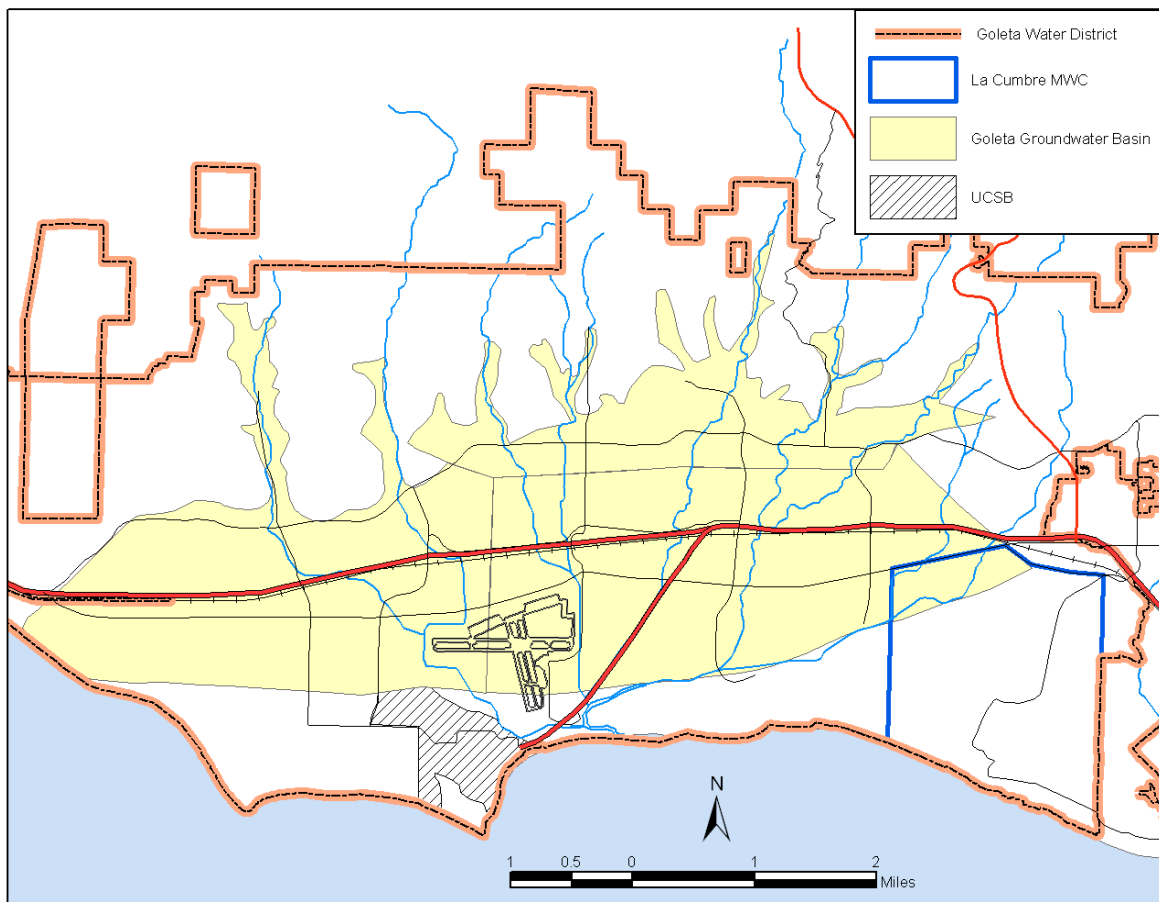 Goleta Water District
La Cumbre MWC
Goleta Groundwater Basin
UCSB
N
1 0.5 0 1 2
Miles